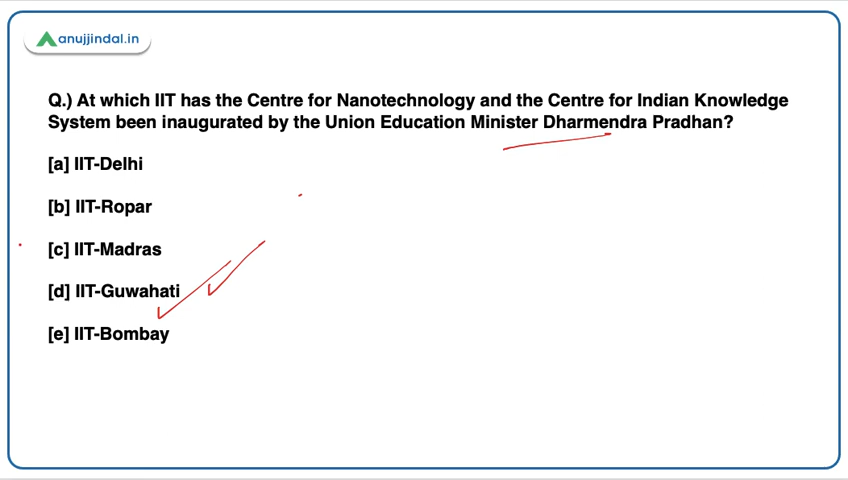 anujjindal.in
Q.) At which IIT has the Centre for Nanotechnology and the Centre for Indian Knowledge
System been inaugurated by the Union Education Minister Dharmendra Pradhan?
[a] IIT-Delhi
[b] IIT-Ropar
[c] IIT-Madras
[d] IIT-Guwahati
[e] IIT-Bombay